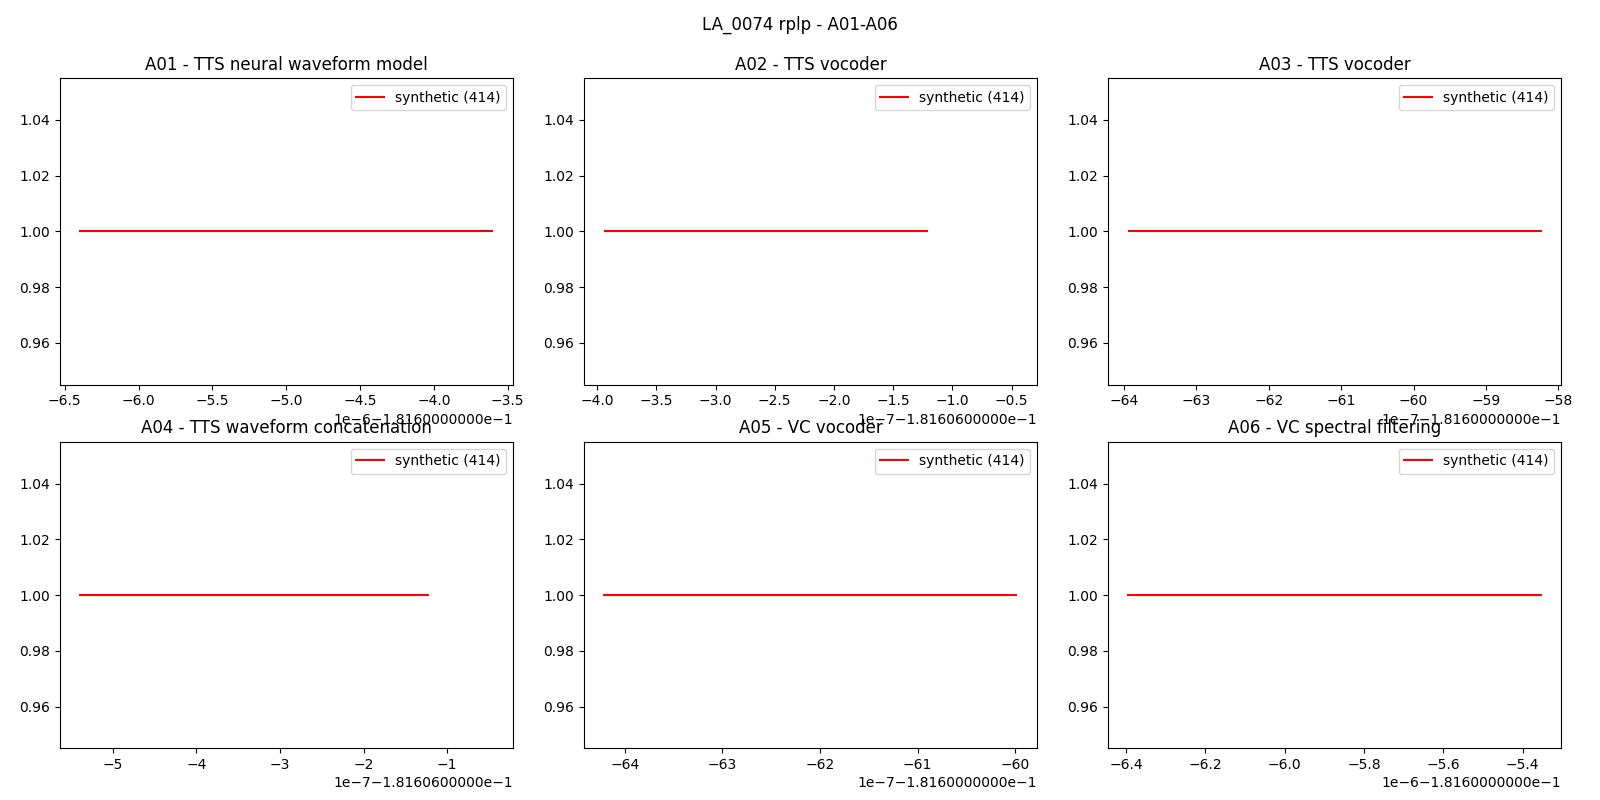 LA_0074 rplp - A01-A06
A01 - TTS neural waveform model
A02 - TTS vocoder
A03 - TTS vocoder
synthetic (414)
synthetic (414)
synthetic (414)
1.04
1.02
1.00
0.98
0.96
1.04
1.02
1.00
0.98
0.96
1.04
1.02
1.00
0.98
0.96
−6.5 −6.0 −5.5 −5.0 −4.5 −4.0 −3.5
1e−6−1.8160000000e−1
−4.0 −3.5 −3.0 −2.5 −2.0 −1.5 −1.0 −0.5
1e−7−1.8160600000e−1
−64 −63 −62 −61 −60 −59 −58
1e−7−1.8160000000e−1
A04 - TTS waveform concatenation
A05 - VC vocoder
A06 - VC spectral filtering
synthetic (414)
synthetic (414)
synthetic (414)
1.04
1.02
1.00
0.98
0.96
1.04
1.02
1.00
0.98
0.96
1.04
1.02
1.00
0.98
0.96
−5 −4 −3 −2 −1
1e−7−1.8160600000e−1
−64 −63 −62 −61 −60
1e−7−1.8160000000e−1
−6.4 −6.2 −6.0 −5.8 −5.6 −5.4
1e−6−1.8160000000e−1